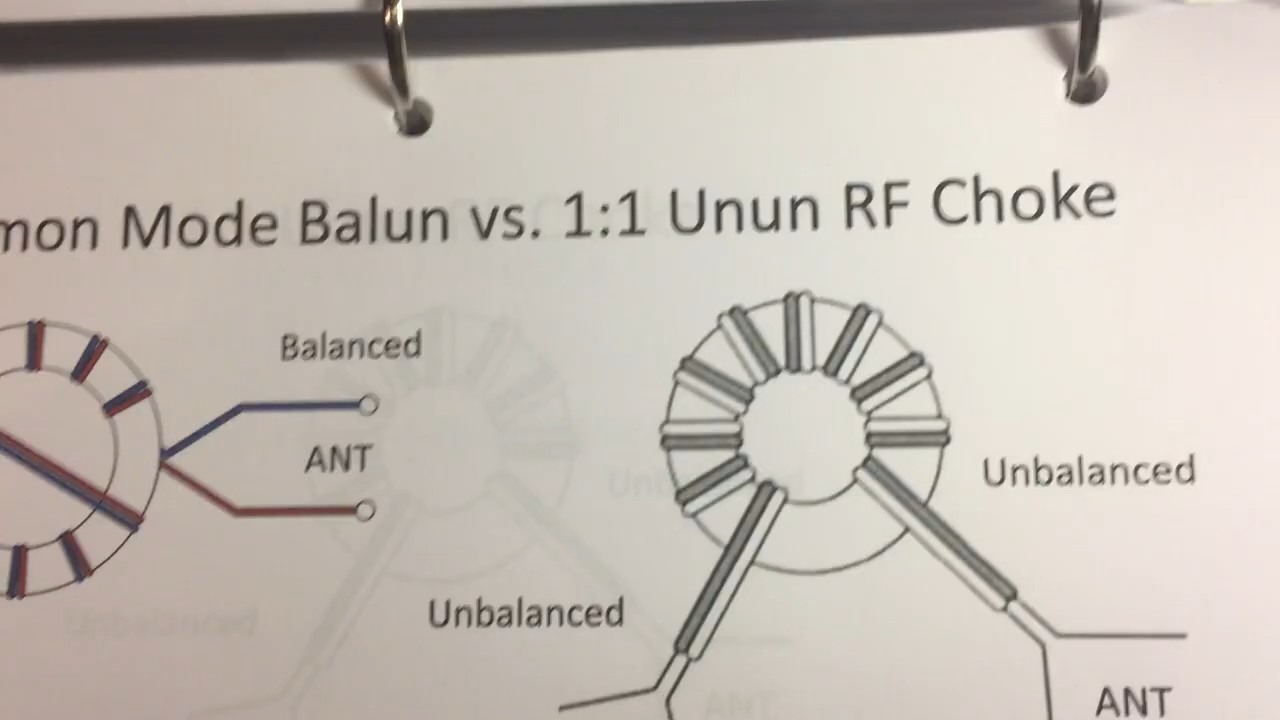 mon Mode Balun vs. 1:1 Unun RF Choke
Balanced
ANT
Unbalanced
Unbalanced
ANT